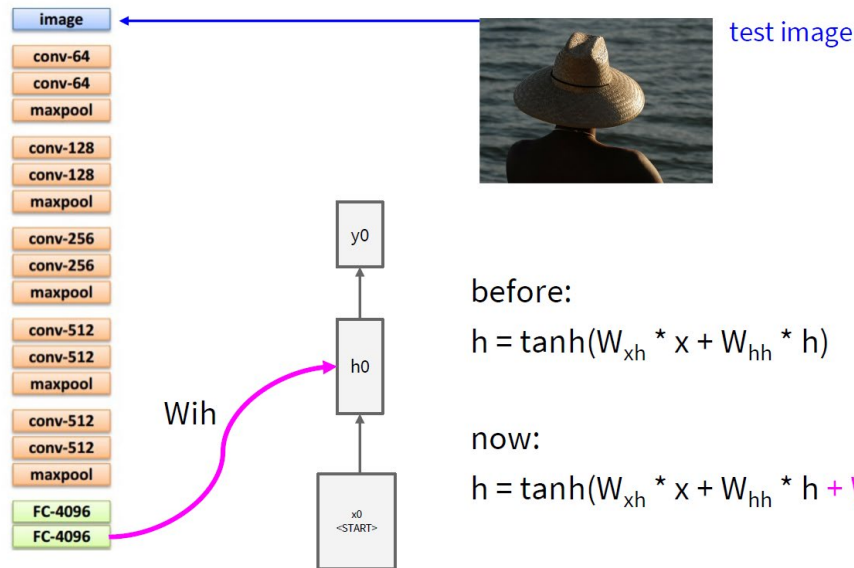 image
test image
conv-64
conv-64
maxpool
conv-128
conv-128
maxpool
conv-256
conv-256
maxpool
conv-512
conv-512
maxpool
conv-512
conv-512
maxpool
FC-4096
FC-4096
Wih
y0
h0
x0
<START>
before:
h = tanh(Wxh * x + Whh * h)
now:
h = tanh(Wxh * x + Whh * h +